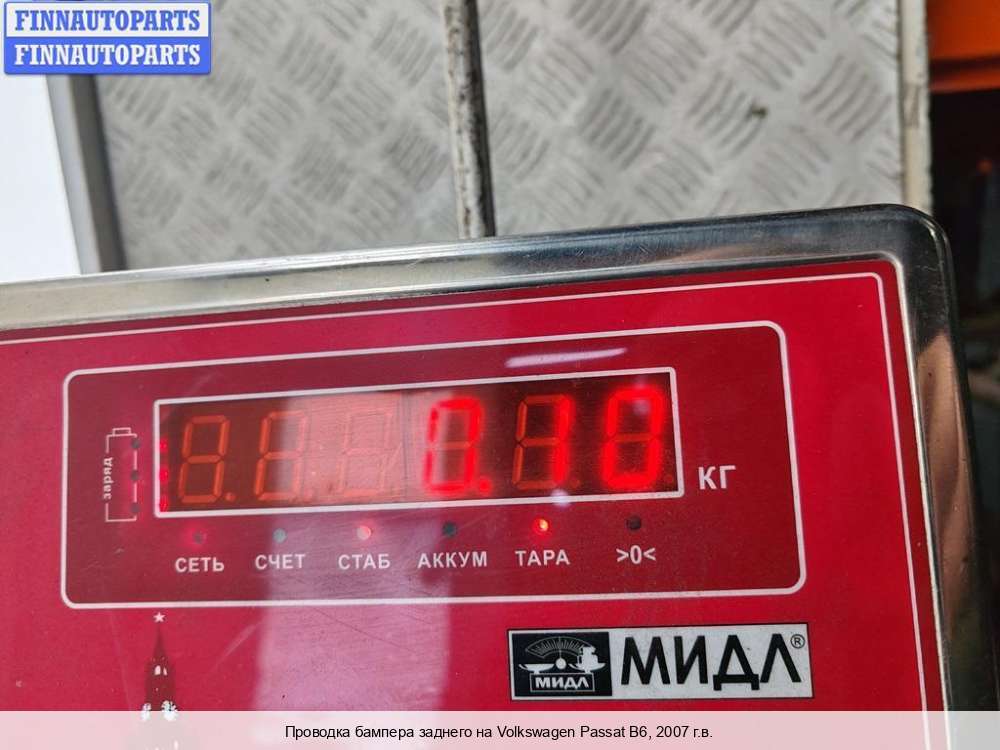 FINNAUTOPARTS
FINNAUTOPARTS
заряд
0.10
КГ
СЕТЬ СЧЕТ СТАБ АККУМ ТАРА >0<
МИДЛ МИДЛ®
Проводка бампера заднего на Volkswagen Passat B6, 2007 г.в.